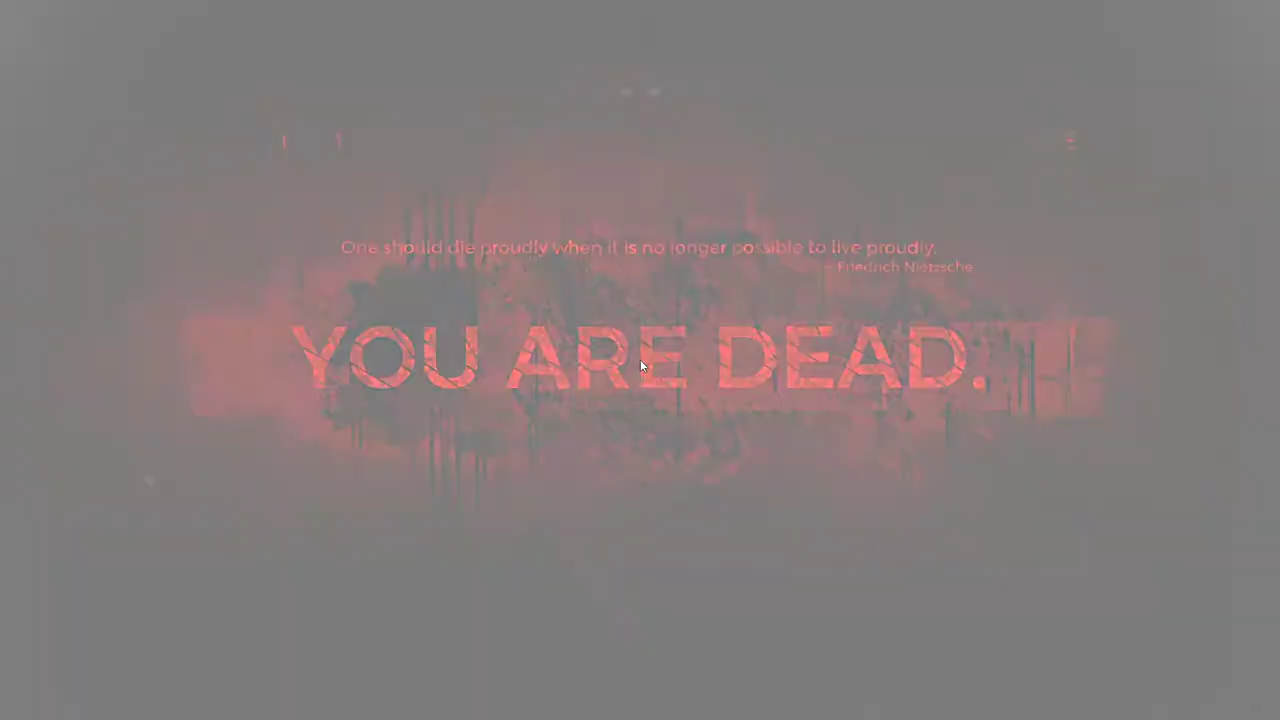 One should die proudly when it is no longer possible to live proudly.
- Friedrich Nietzsche
YOU ARE DEAD.